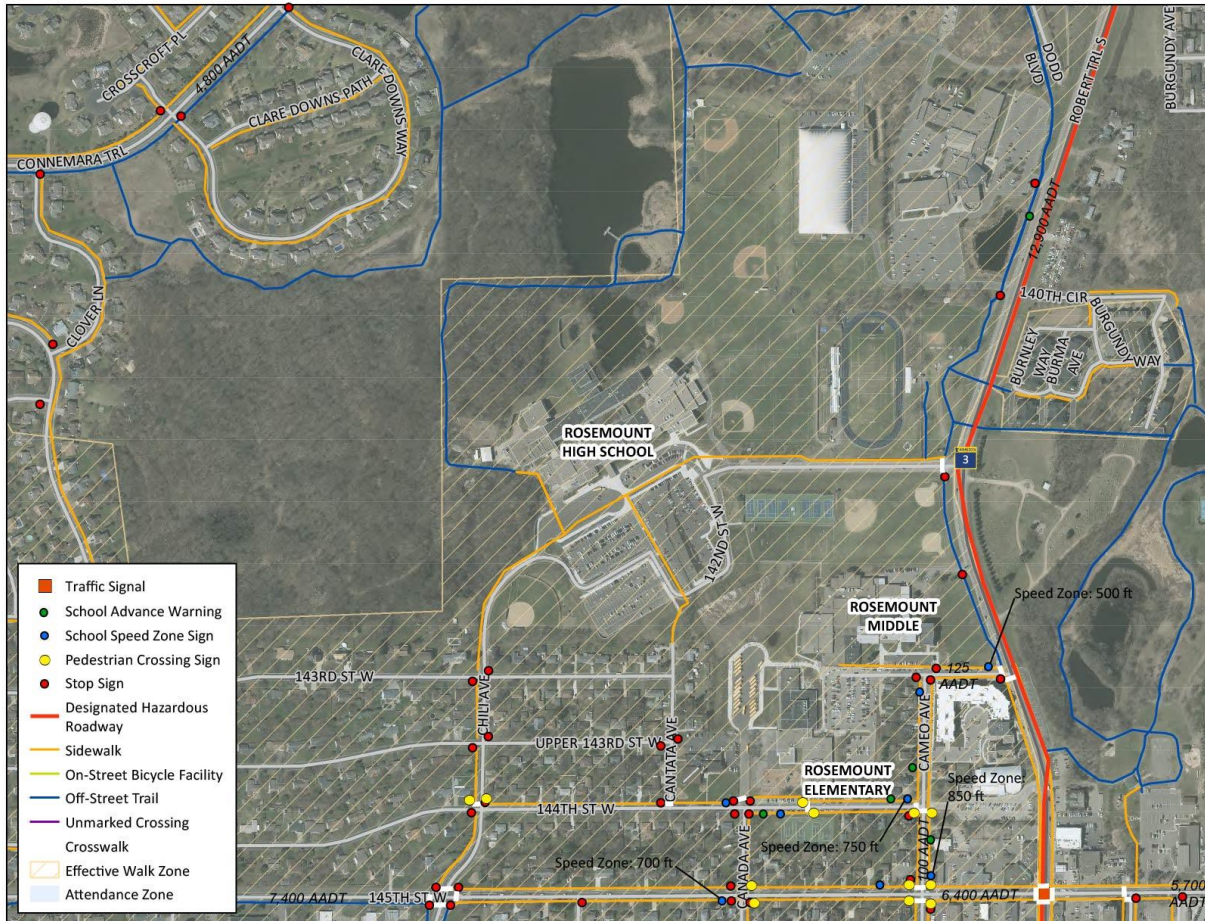 CROSSCROFT PL
4,800 AADT
CLARE DOWNS WAY
CLARE DOWNS PATH
CONNEMARA TRL
CLOVER LN
DODD
BLVD
ROBERT TRL S
BURGUNDY AVE
12,900 AADT
140TH CIR
BURNLEY
WAY
BURMA
AVE
BURGUNDY
WAY
ROSEMOUNT
HIGH SCHOOL
3
142ND ST W
ROSEMOUNT
MIDDLE
Speed Zone: 500 ft
125
AADT
143RD ST W
CHILI AVE
UPPER 143RD ST W
CANTATA AVE
CAMEO AVE
ROSEMOUNT
ELEMENTARY
Speed Zone:
850 ft
144TH ST W
Speed Zone: 750 ft
Speed Zone: 700 ft
CANADA AVE
7,400 AADT
145TH ST W
6,400 AADT
5,700
AADT
Traffic Signal
School Advance Warning
School Speed Zone Sign
Pedestrian Crossing Sign
Stop Sign
Designated Hazardous
Roadway
Sidewalk
On-Street Bicycle Facility
Off-Street Trail
Unmarked Crossing
Crosswalk
Effective Walk Zone
Attendance Zone